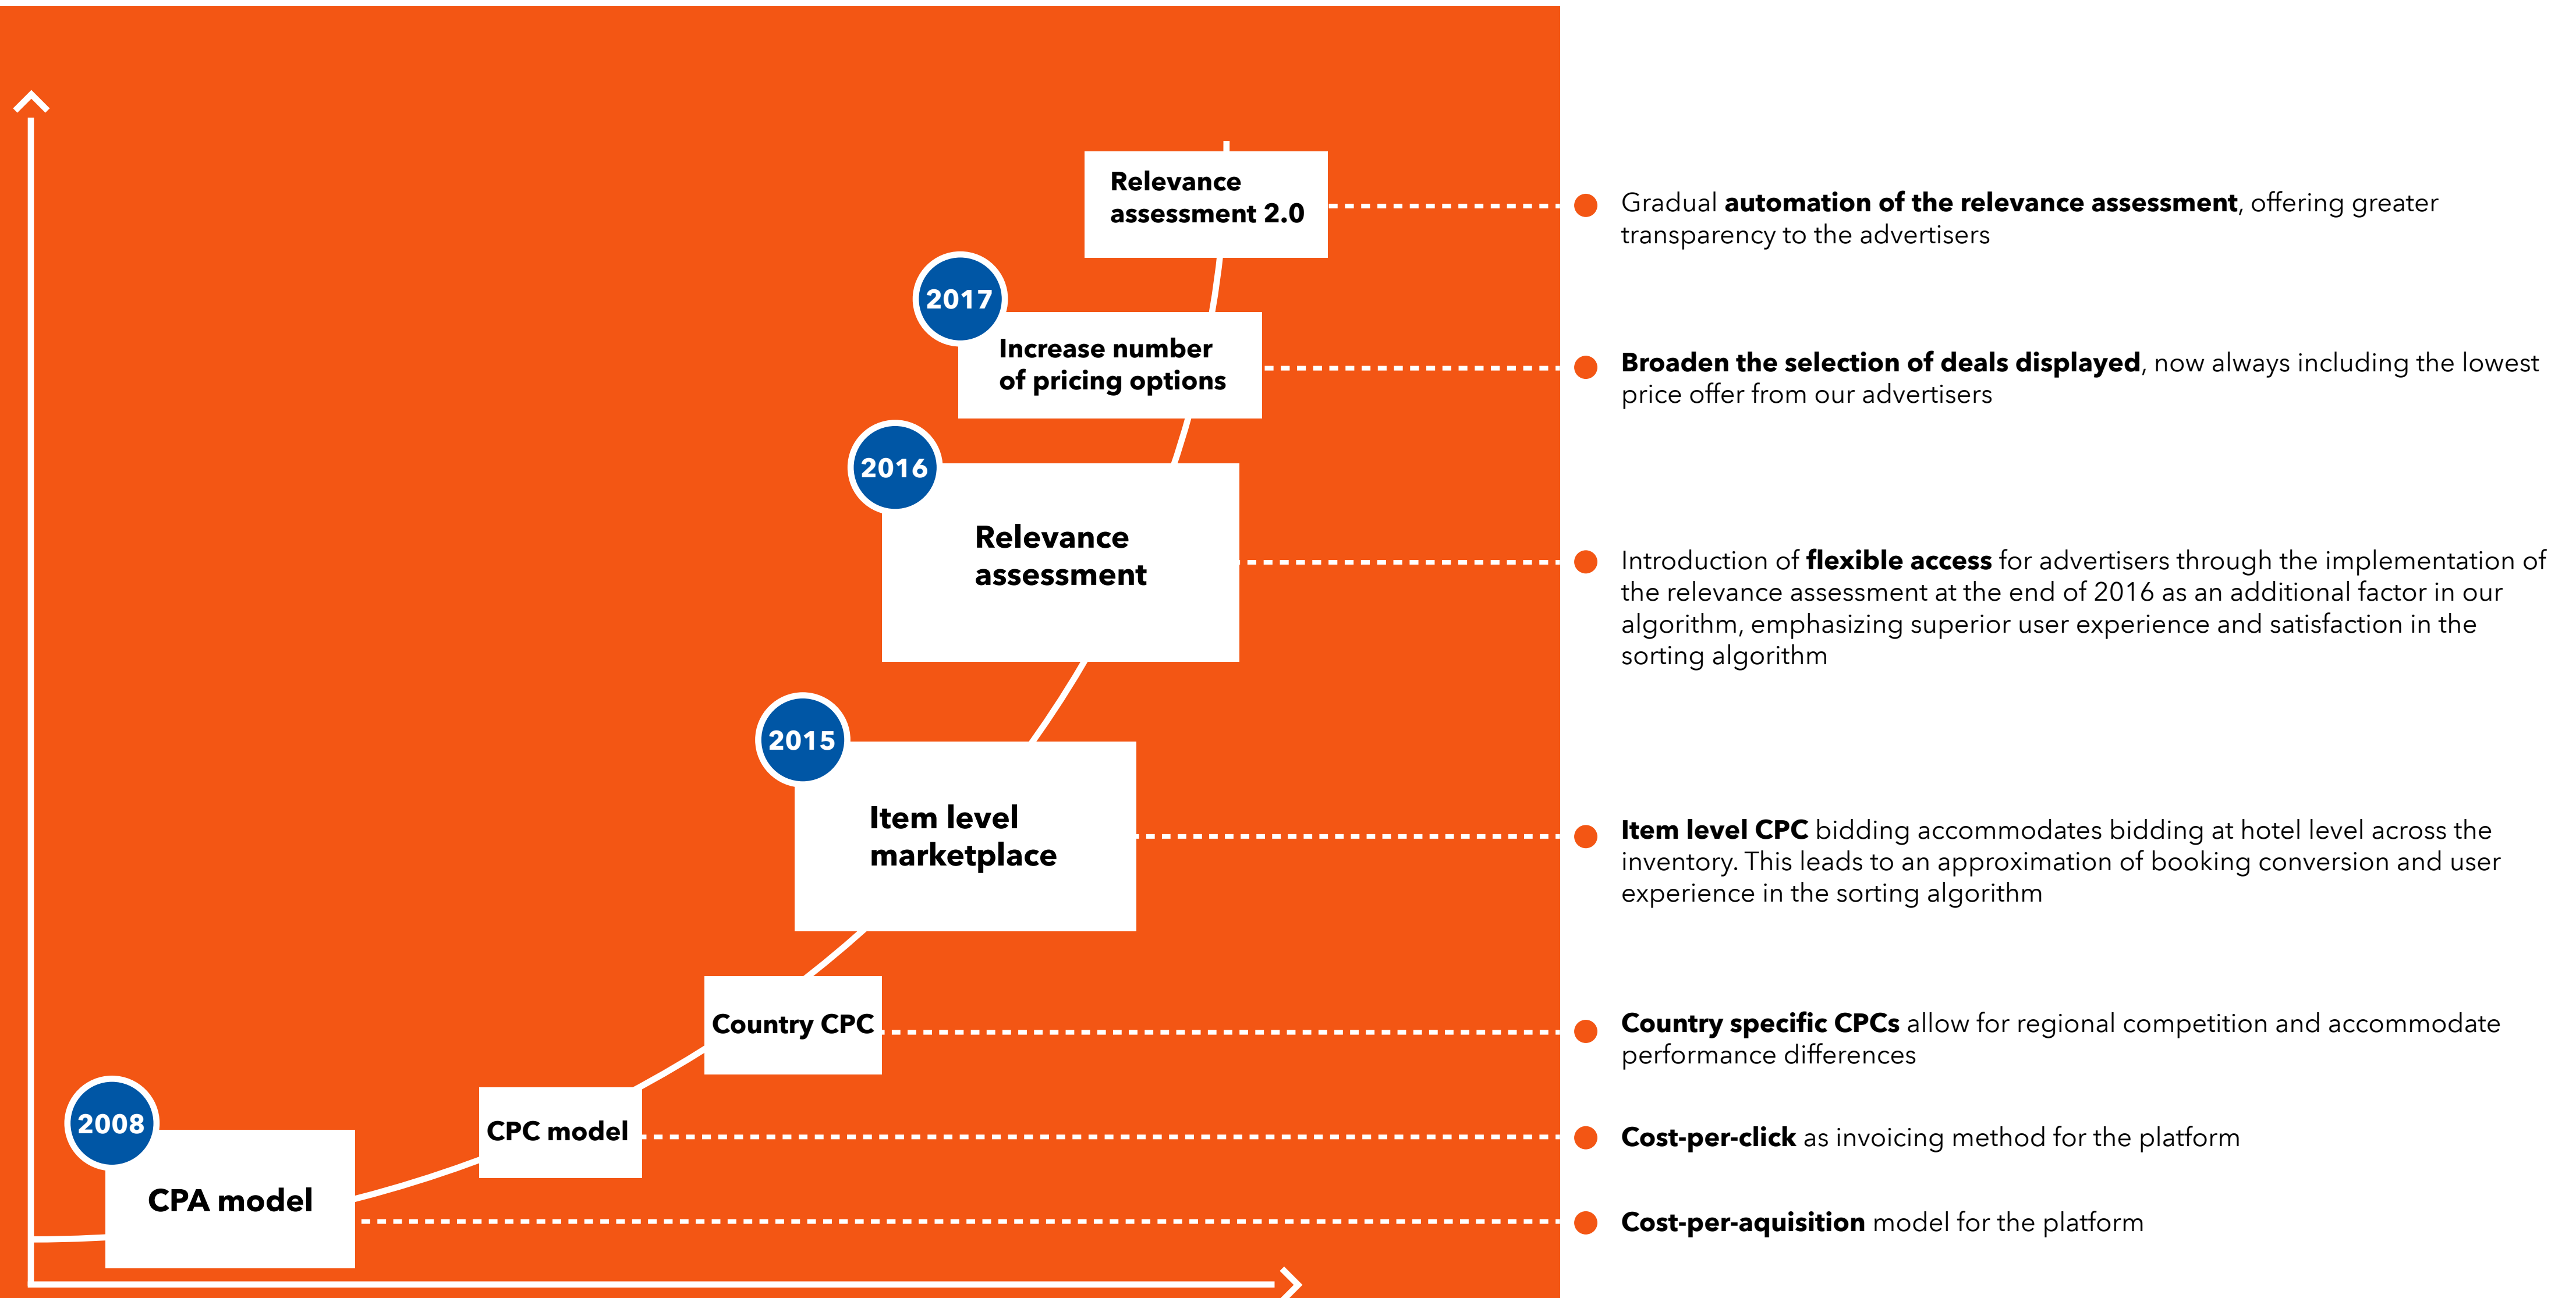 Relevance
assessment 2.0
Gradual automation of the relevance assessment, offering greater
transparency to the advertisers
2017
Increase number
of pricing options
Broaden the selection of deals displayed, now always including the lowest
price offer from our advertisers
2016
Relevance
assessment
Introduction of flexible access for advertisers through the implementation of
the relevance assessment at the end of 2016 as an additional factor in our
algorithm, emphasizing superior user experience and satisfaction in the
sorting algorithm
2015
Item level
marketplace
Item level CPC bidding accommodates bidding at hotel level across the
inventory. This leads to an approximation of booking conversion and user
experience in the sorting algorithm
Country CPC
Country specific CPCs allow for regional competition and accommodate
performance differences
CPC model
Cost-per-click as invoicing method for the platform
2008
CPA model
Cost-per-aquisition model for the platform